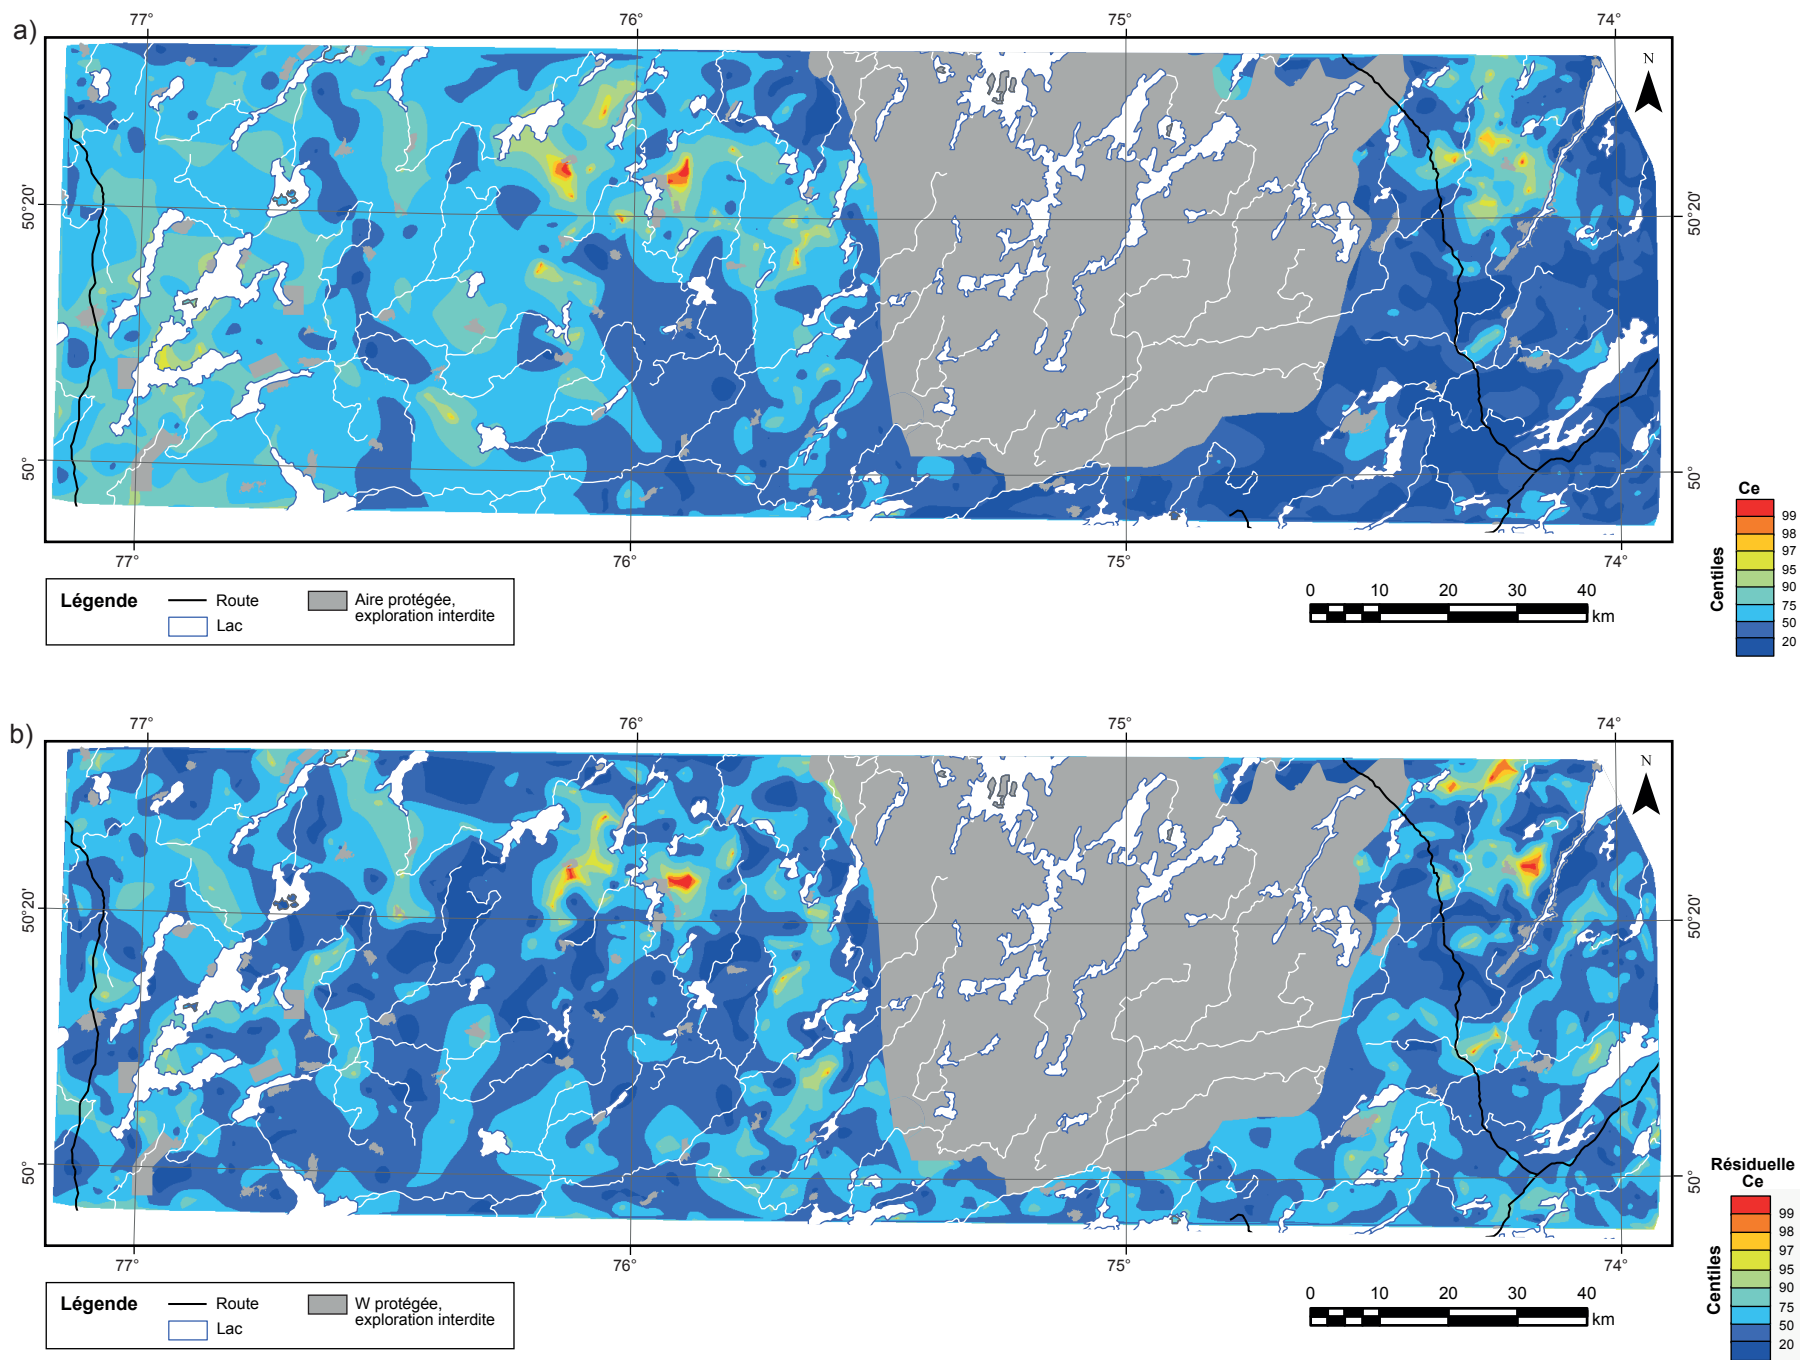 a)
77° 76° 75° 74°
N
50°20' 50°20'
50° 50°
77° 76° 75° 74°
Légende
Route
Lac
Aire protégée,
exploration interdite
0 10 20 30 40
km
Ce
Centiles
99
98
97
95
90
75
50
20
b)
77° 76° 75° 74°
N
50°20' 50°20'
50° 50°
77° 76° 75° 74°
Légende
Route
Lac
W protégée,
exploration interdite
0 10 20 30 40
km
Résiduelle
Ce
Centiles
99
98
97
95
90
75
50
20